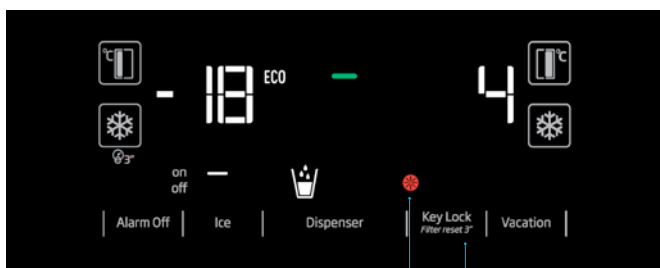 °C
°C
- 18 ECO
4
3"
on
off
Alarm Off
Ice
Dispenser
Key Lock
Filter reset 3"
Vacation